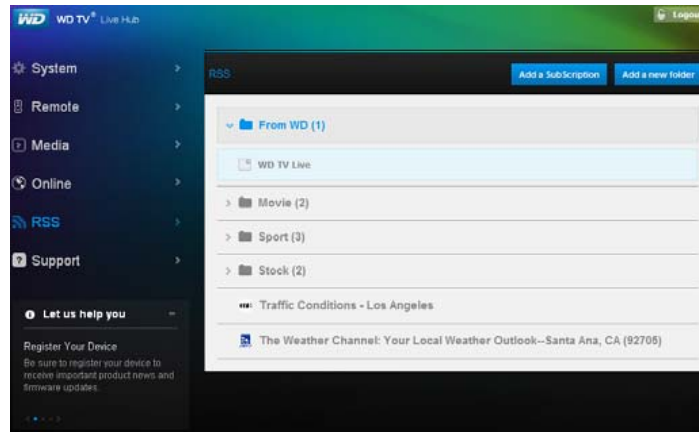 WD WD TV® Live Hub
Logout
System
Remote
Media
Online
RSS
Support
Let us help you
Register Your Device
Be sure to register your device to
receive important product news and
firmware updates.
RSS
Add a SubScription
Add a new folder
From WD (1)
WD TV Live
Movie (2)
Sport (3)
Stock (2)
Traffic Conditions - Los Angeles
The Weather Channel: Your Local Weather Outlook--Santa Ana, CA (92705)